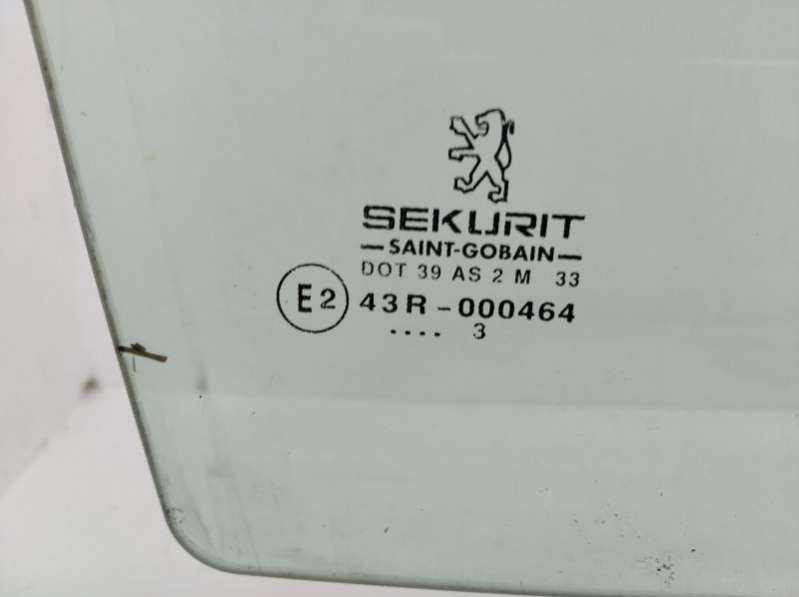 SEKURIT
—SAINT-GOBAIN—
DOT 39 AS 2 M 33
E2 43R-000464
.... 3